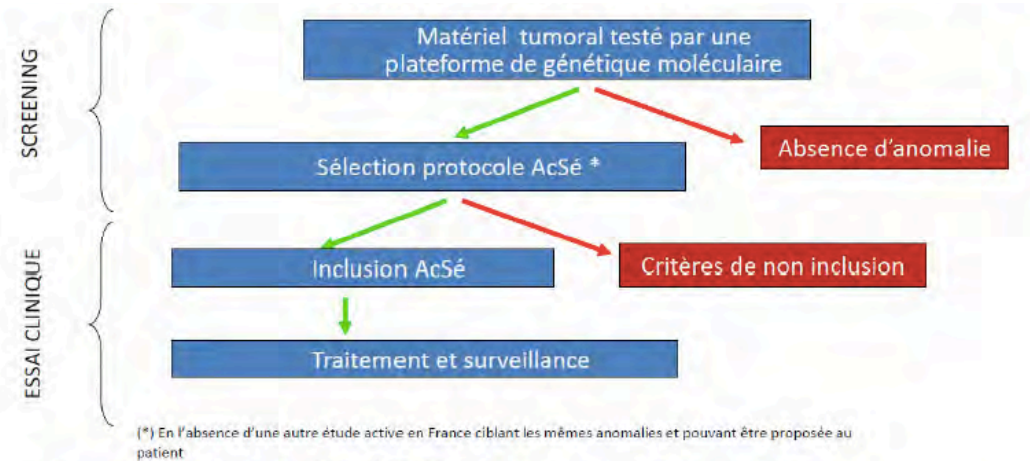 SCREENING
Matériel tumoral testé par une
plateforme de génétique moléculaire
Absence d'anomalie
Sélection protocole AcSé *
ESSAI CLINIQUE
Inclusion AcSé
Critères de non inclusion
Traitement et surveillance
(*) En l'absence d'une autre étude active en France ciblant les mêmes anomalies et pouvant être proposée au
patient